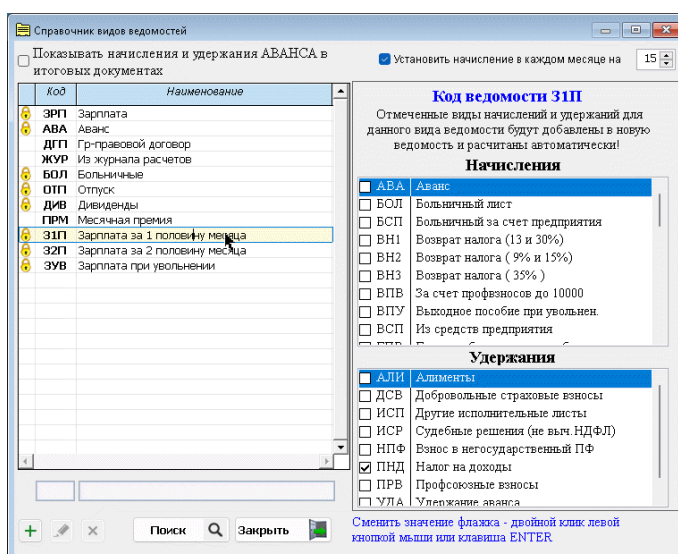 Справочник видов ведомостей
Показывать начисления и удержания АВАНСА в
итоговых документах
Установить начисление в каждом месяце на 15
Код Наименование
ЗРП Зарплата
АВА Аванс
ДГП Гр-правовой договор
ЖУР Из журнала расчетов
БОЛ Больничные
ОТП Отпуск
ДИВ Дивиденды
ПРМ Месячная премия
З1П Зарплата за 1 половину месяца
З2П Зарплата за 2 половину месяца
ЗУВ Зарплата при увольнении
Код ведомости З1П
Отмеченные виды начислений и удержаний для
данного вида ведомости будут добавлены в новую
ведомость и расчитаны автоматически!
Начисления
АВА Аванс
БОЛ Больничный лист
БСП Больничный за счет предприятия
ВН1 Возврат налога (13 и 30%)
ВН2 Возврат налога ( 9% и 15%)
ВН3 Возврат налога ( 35% )
ВПВ За счет профвзносов до 10000
ВПУ Выходное пособие при увольнен.
ВСП Из средств предприятия
Удержания
АЛИ Алименты
ДСВ Добровольные страховые взносы
ИСП Другие исполнительные листы
ИСР Судебные решения (не выч.НДФЛ)
НПФ Взнос в негосударственный ПФ
ПНД Налог на доходы
ПРВ Профсоюзные взносы
УДА Удержание аванса
Поиск Закрыть
Сменить значение флажка - двойной клик левой
кнопкой мыши или клавиша ENTER